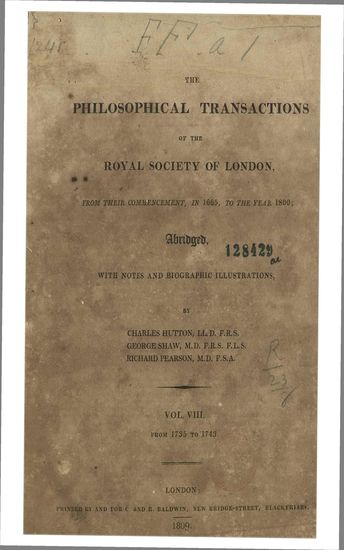 EFF a 1
THE
PHILOSOPHICAL TRANSACTIONS
OF THE
ROYAL SOCIETY OF LONDON,
FROM THEIR COMMENCEMENT, IN 1665, TO THE YEAR 1800;
Abridged,
128429
WITH NOTES AND BIOGRAPHIC ILLUSTRATIONS,
BY
CHARLES HUTTON, LL.D. F.R.S.
GEORGE SHAW, M.D. F.R.S. F.L.S.
RICHARD PEARSON, M.D. F.S.A.
VOL. VIII.
FROM 1735 TO 1743.
LONDON:
PRINTED BY AND FOR C. AND R. BALDWIN, NEW BRIDGE-STREET, BLACKFRIARS.
1809.